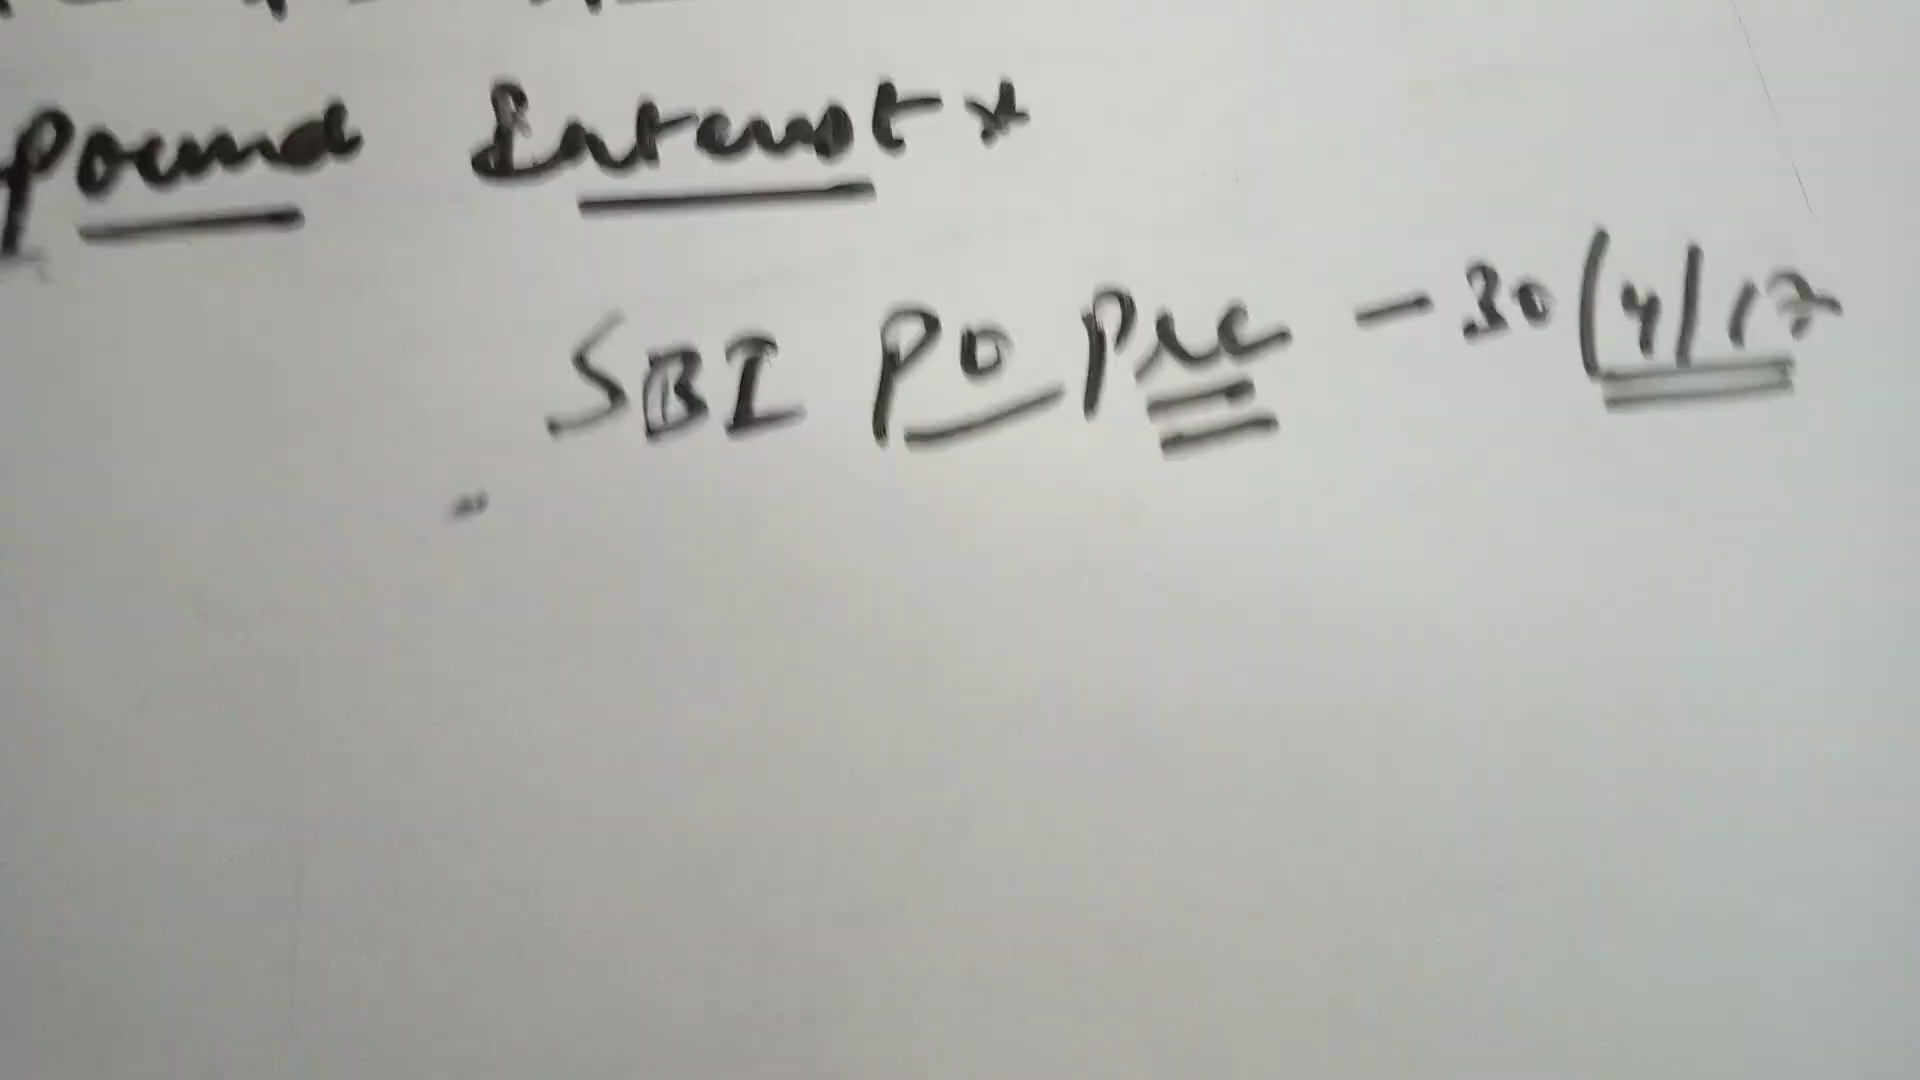 pound Interest *
SBI PO Pre - 30/4/17